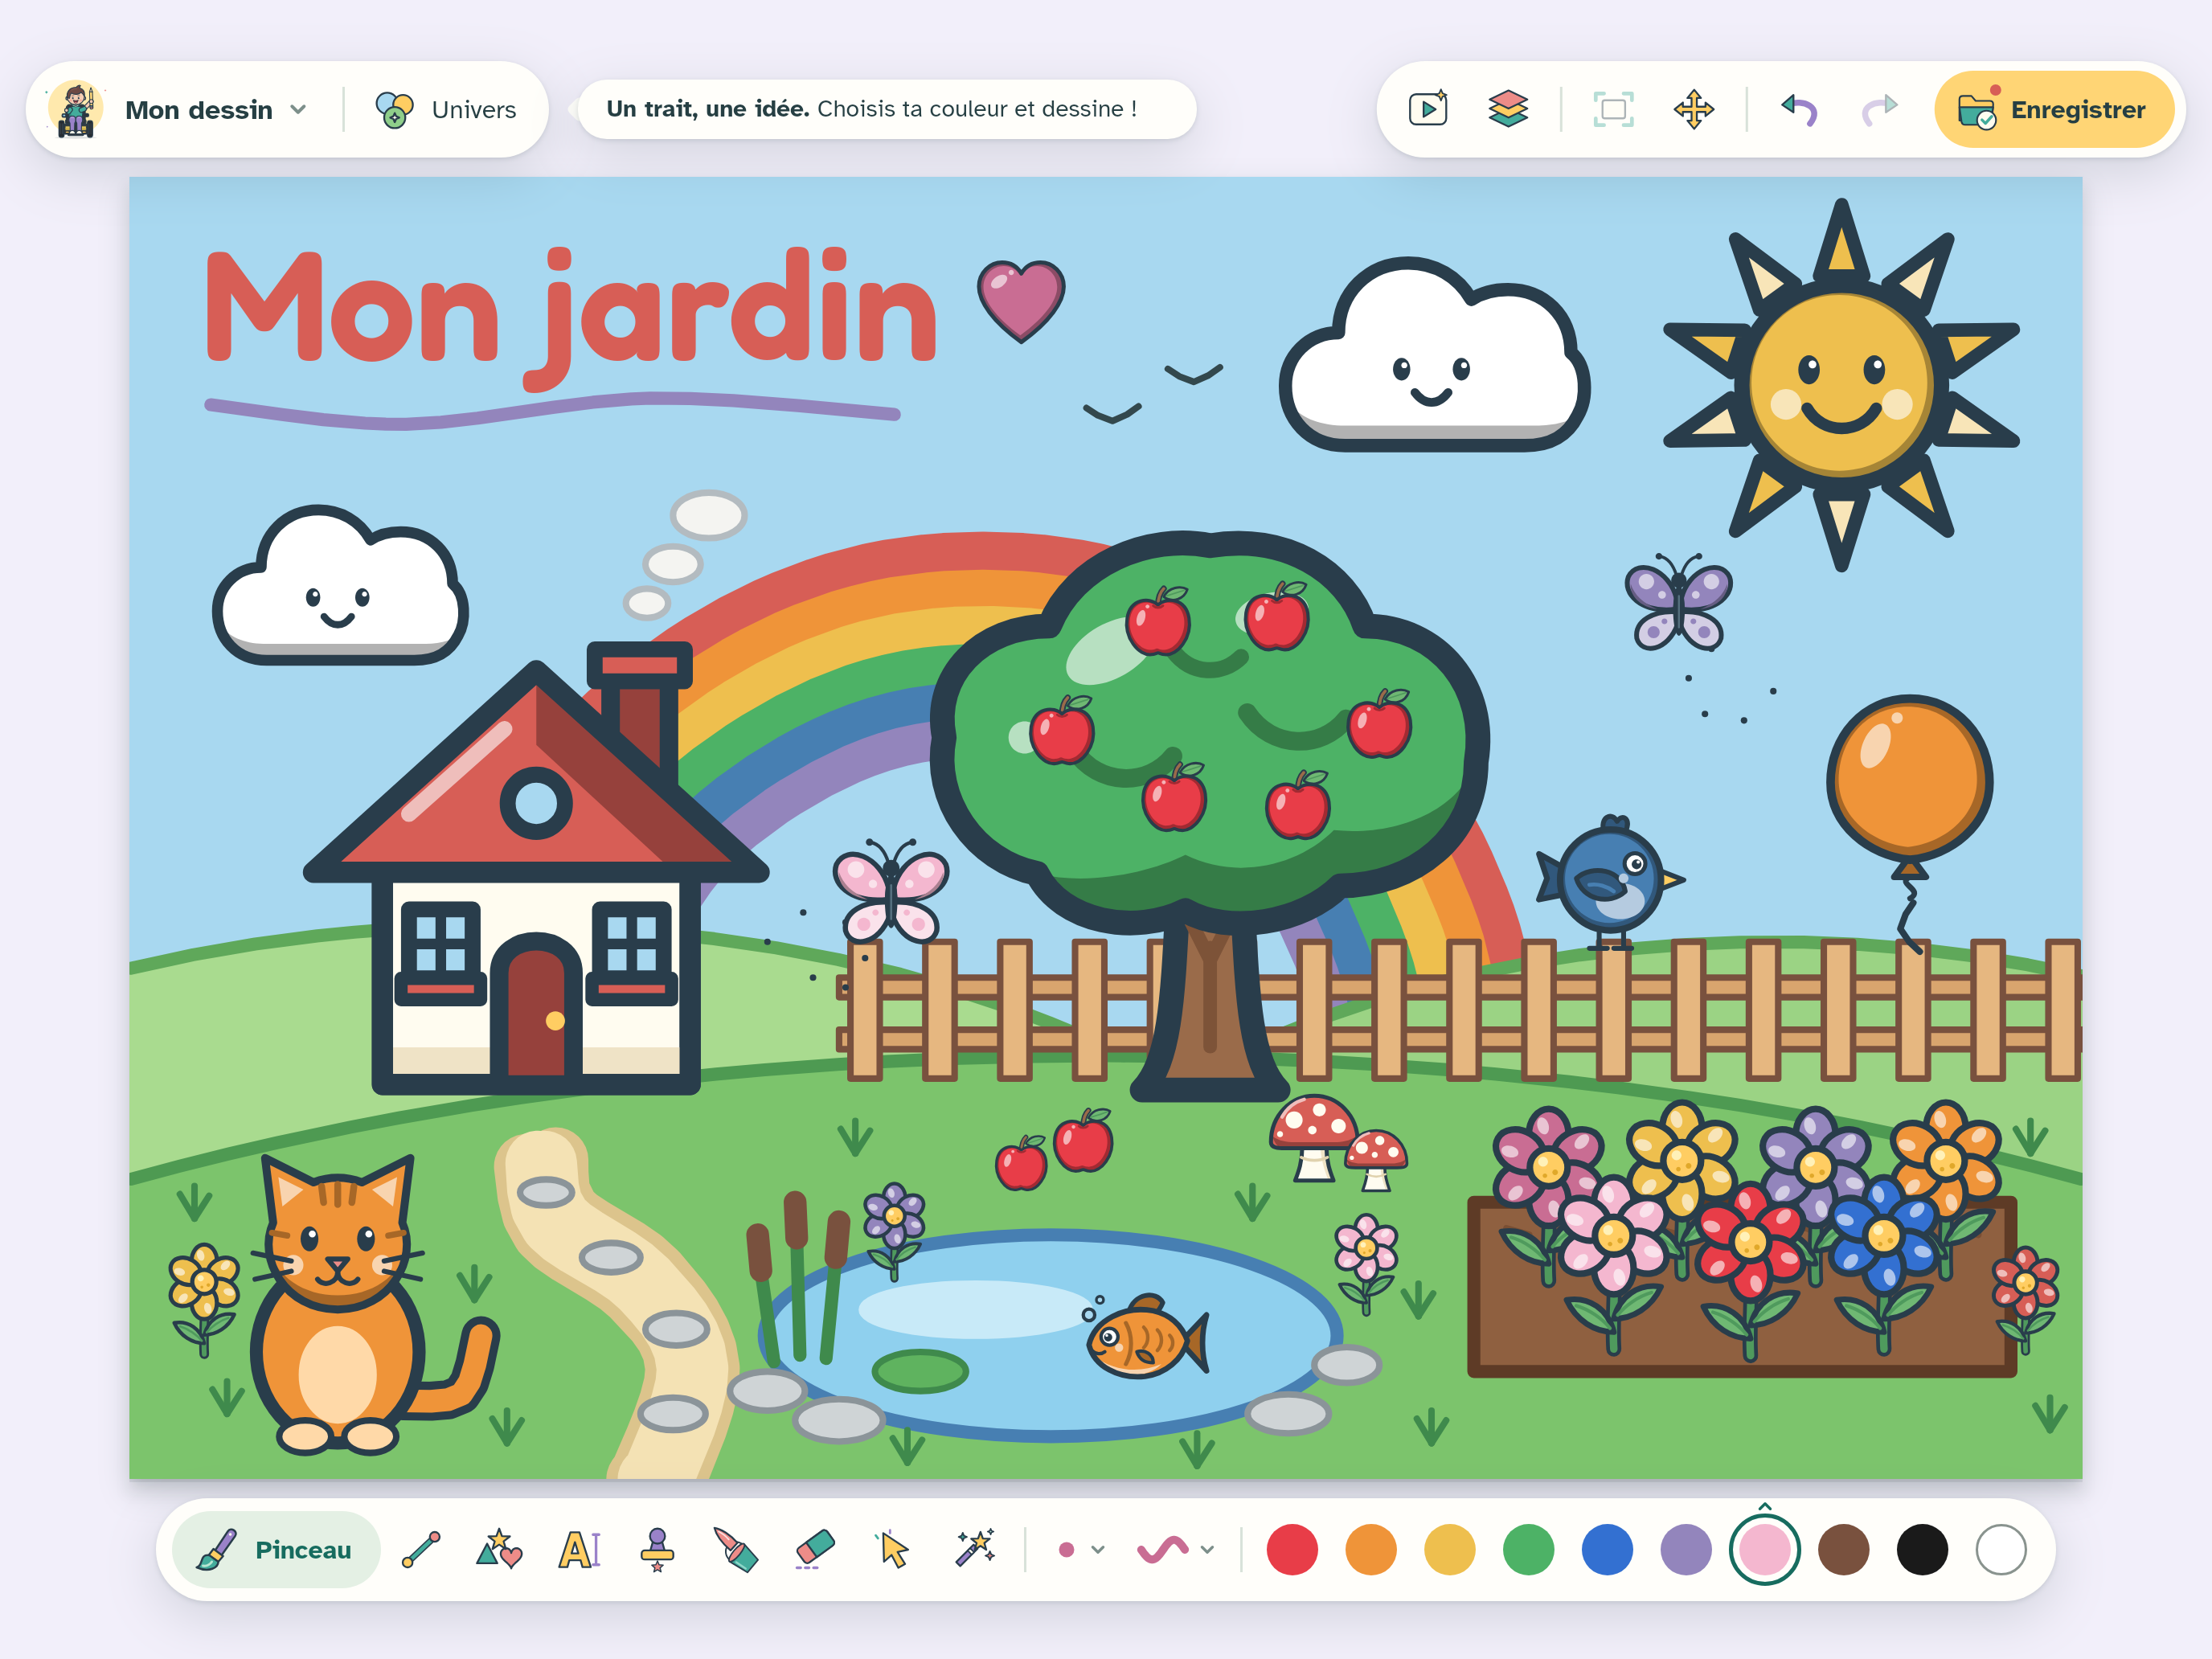 Mon dessin
Univers
Un trait, une idée. Choisis ta couleur et dessine !
Enregistrer
Mon jardin
Pinceau
A